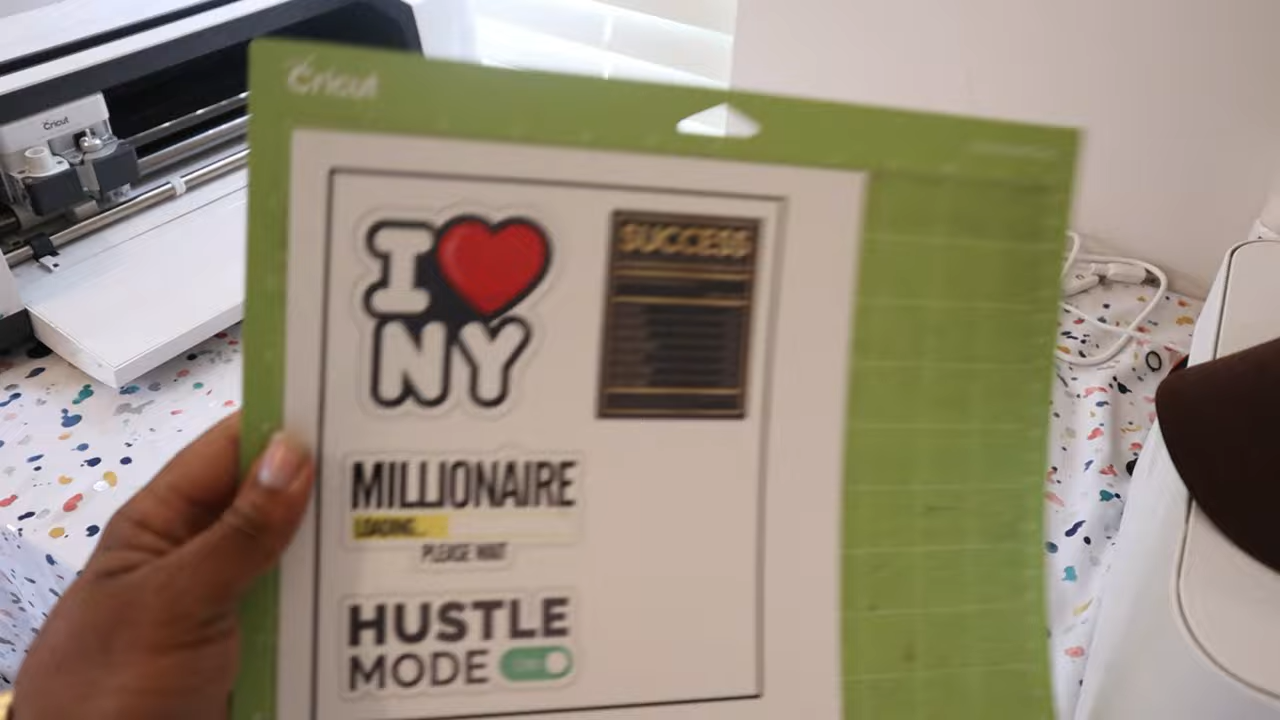 Cricut
Cricut
I
NY
SUCCESS
MILLIONAIRE
LOADING...
PLEASE WAIT
HUSTLE
MODE